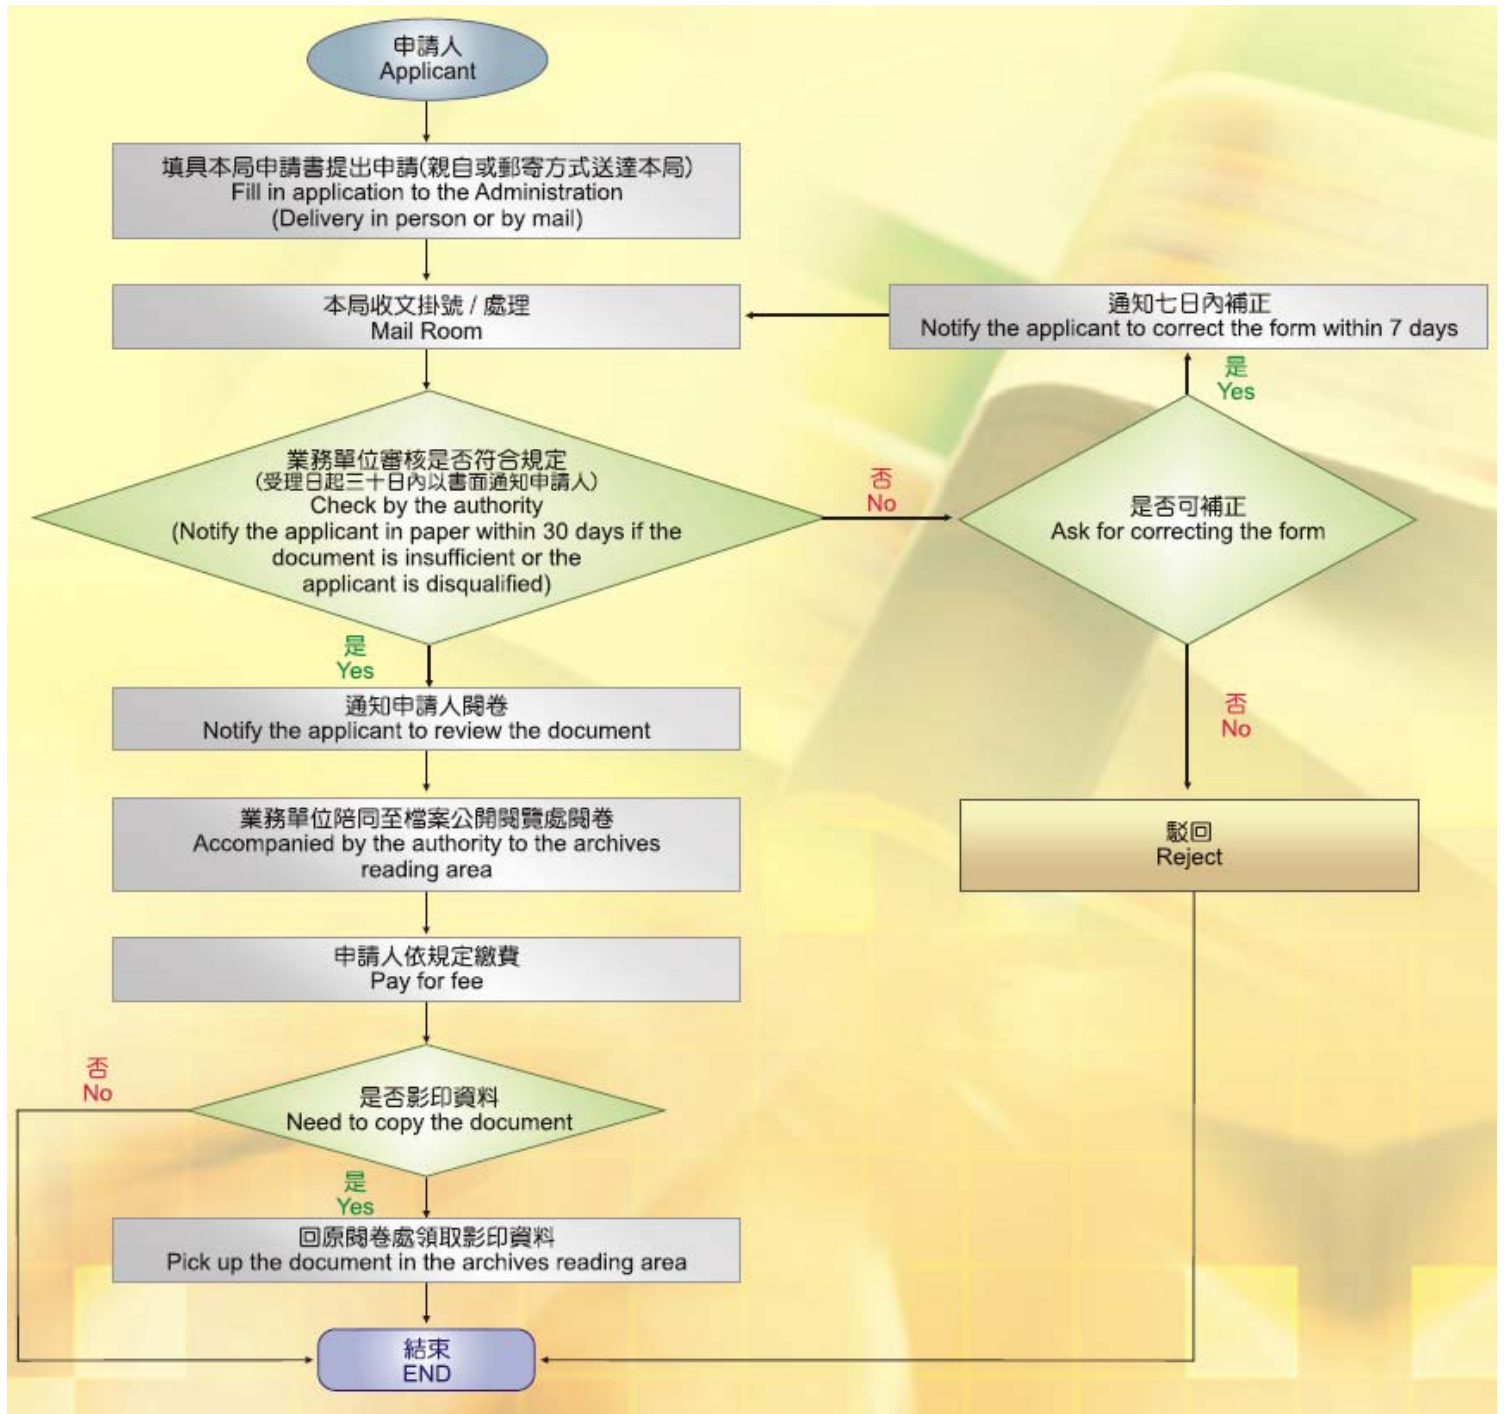 申請人
Applicant
填具本局申請書提出申請(親自或郵寄方式送達本局)
Fill in application to the Administration
(Delivery in person or by mail)
本局收文掛號 / 處理
Mail Room
通知七日內補正
Notify the applicant to correct the form within 7 days
是
Yes
業務單位審核是否符合規定
(受理日起三十日內以書面通知申請人)
Check by the authority
(Notify the applicant in paper within 30 days if the
document is insufficient or the
applicant is disqualified)
否
No
是否可補正
Ask for correcting the form
是
Yes
否
No
通知申請人閱卷
Notify the applicant to review the document
業務單位陪同至檔案公開閱覽處閱卷
Accompanied by the authority to the archives
reading area
駁回
Reject
申請人依規定繳費
Pay for fee
否
No
是否影印資料
Need to copy the document
是
Yes
回原閱卷處領取影印資料
Pick up the document in the archives reading area
結束
END